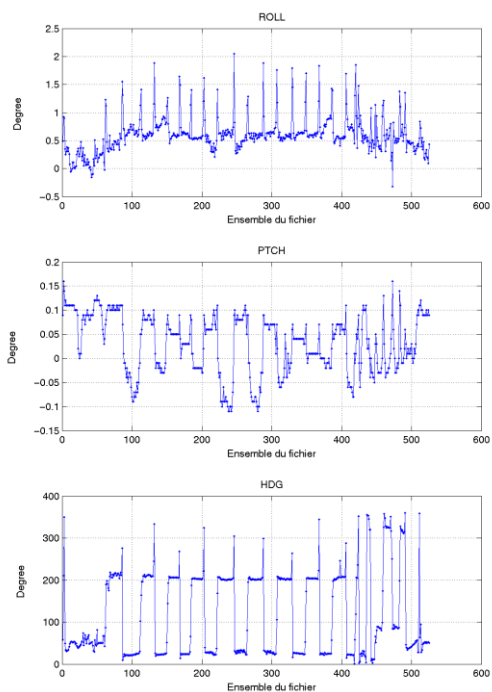 ROLL
2.5
2
1.5
1
0.5
0
−0.5
Degree
0 100 200 300 400 500 600
Ensemble du fichier
PTCH
0.2
0.15
0.1
0.05
0
−0.05
−0.1
−0.15
Degree
0 100 200 300 400 500 600
Ensemble du fichier
HDG
400
300
200
100
0
Degree
0 100 200 300 400 500 600
Ensemble du fichier